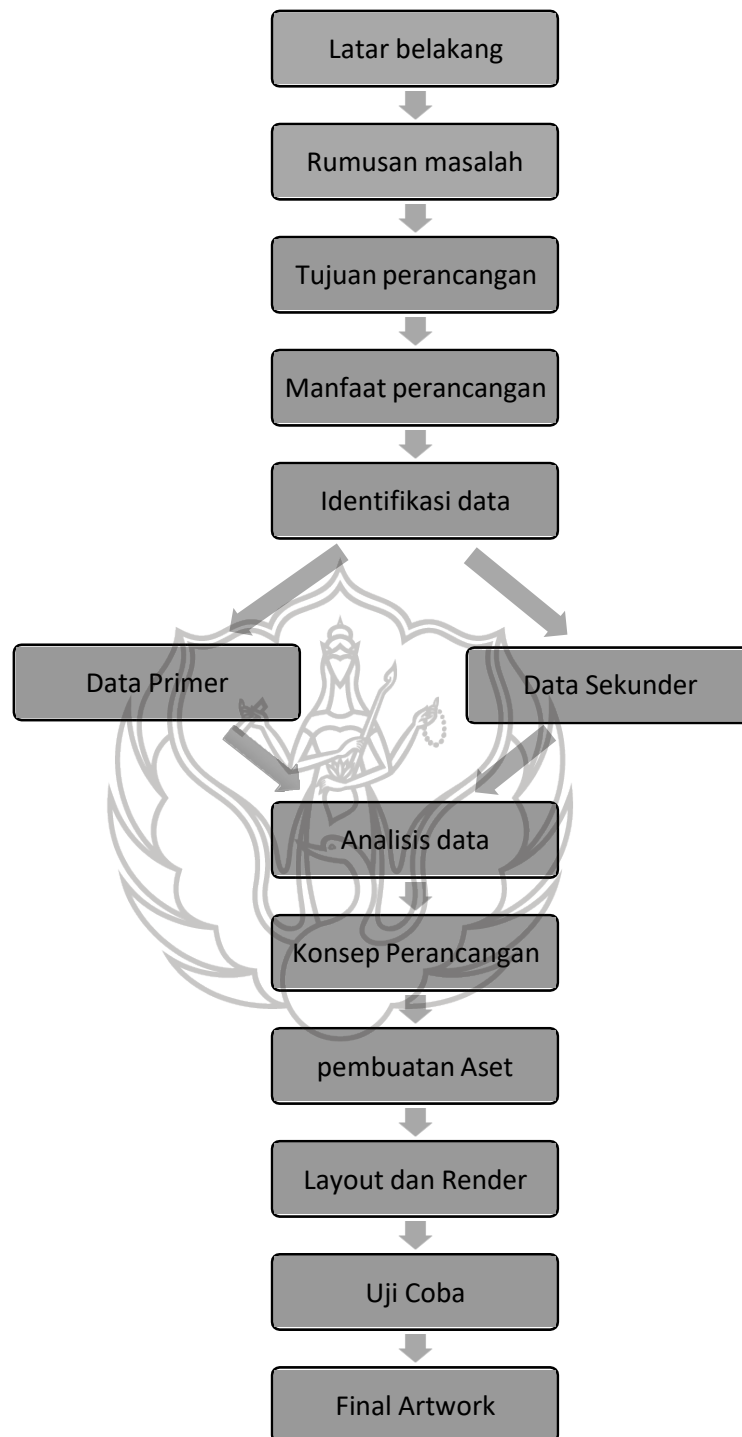 Latar belakang
Rumusan masalah
Tujuan perancangan
Manfaat perancangan
Identifikasi data
Data Primer
Data Sekunder
Analisis data
Konsep Perancangan
pembuatan Aset
Layout dan Render
Uji Coba
Final Artwork